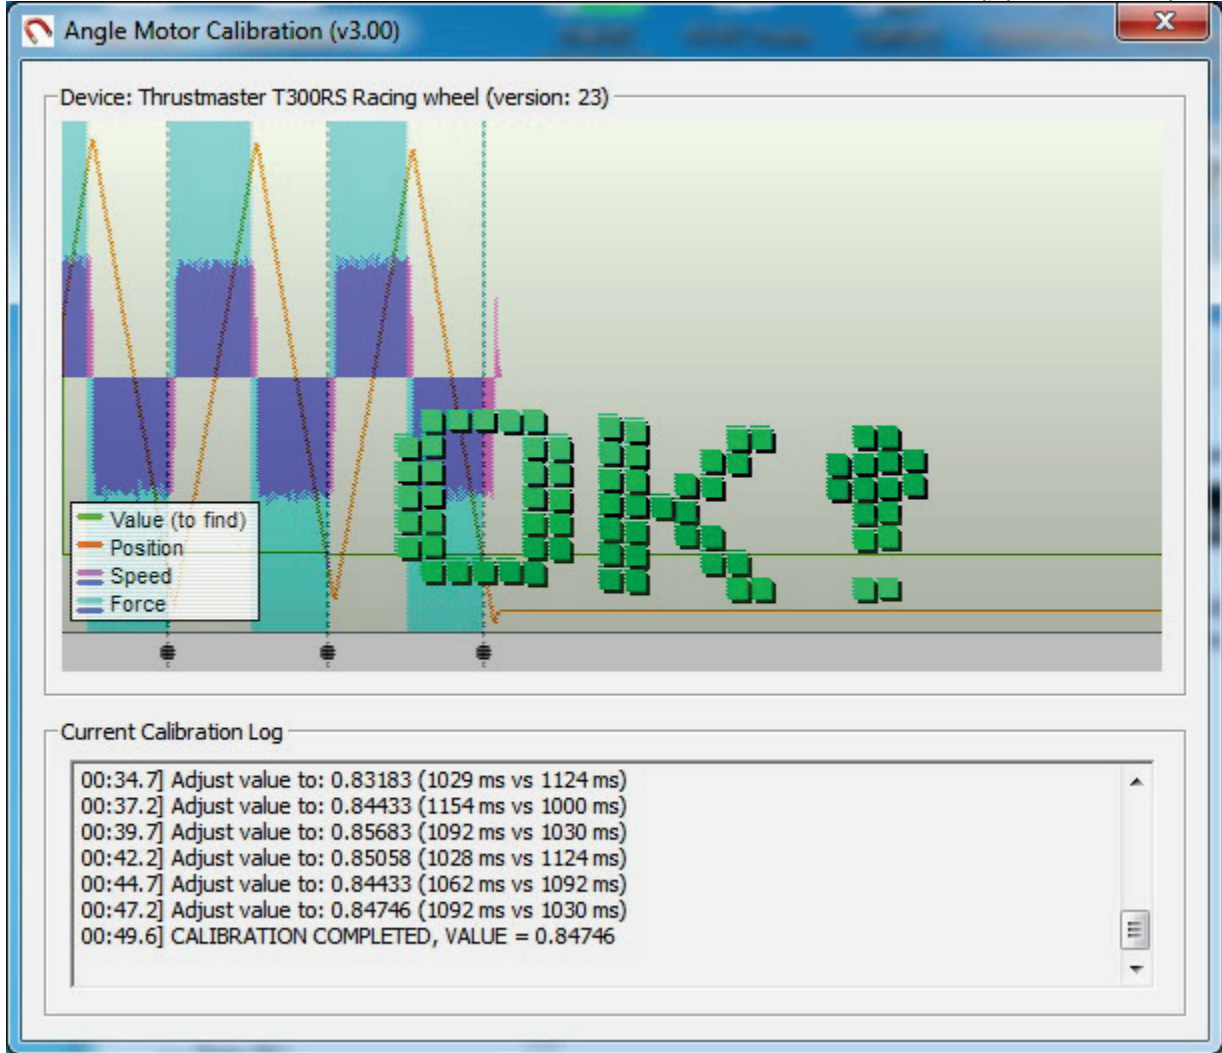 Angle Motor Calibration (v3.00)
Device: Thrustmaster T300RS Racing wheel (version: 23)
OK!
Value (to find)
Position
Speed
Force
Current Calibration Log
00:34.7] Adjust value to: 0.83183 (1029 ms vs 1124 ms)
00:37.2] Adjust value to: 0.84433 (1154 ms vs 1000 ms)
00:39.7] Adjust value to: 0.85683 (1092 ms vs 1030 ms)
00:42.2] Adjust value to: 0.85058 (1028 ms vs 1124 ms)
00:44.7] Adjust value to: 0.84433 (1062 ms vs 1092 ms)
00:47.2] Adjust value to: 0.84746 (1092 ms vs 1030 ms)
00:49.6] CALIBRATION COMPLETED, VALUE = 0.84746